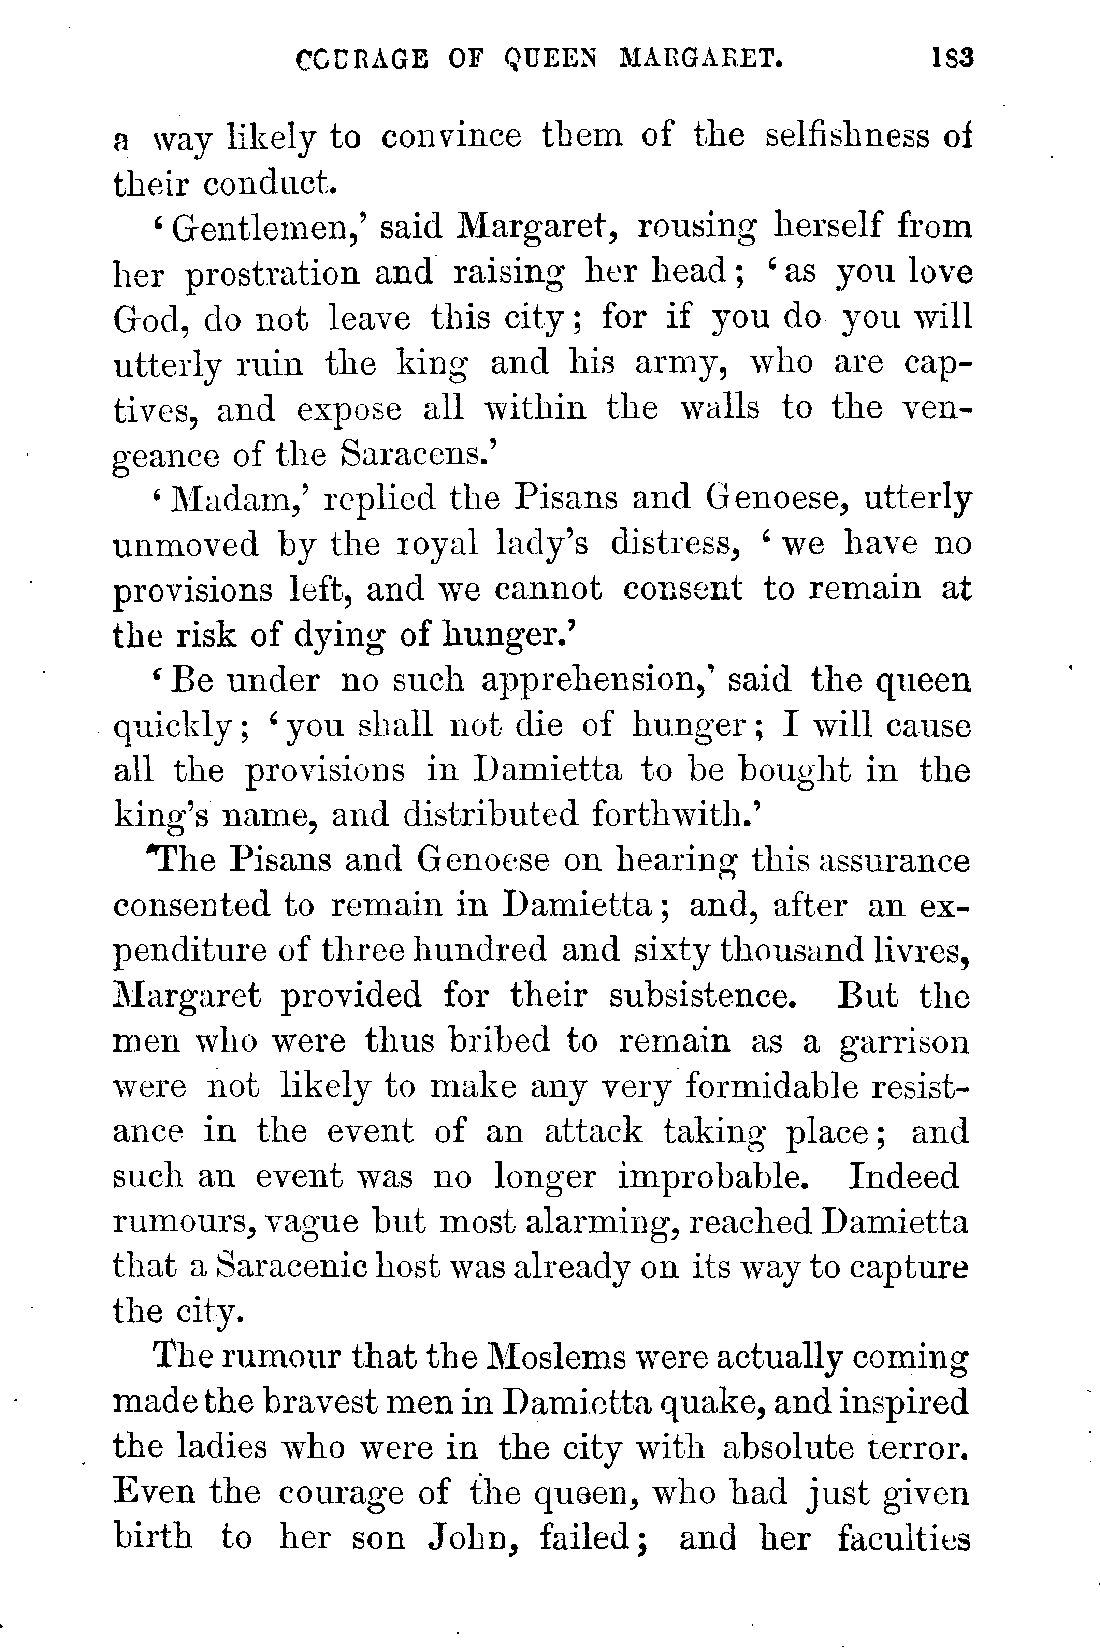 COURAGE OF QUEEN MARGARET. 183
a way likely to convince them of the selfishness of
their conduct.
‘Gentlemen,’ said Margaret, rousing herself from
her prostration and raising her head; ‘as you love
God, do not leave this city; for if you do you will
utterly ruin the king and his army, who are cap-
tives, and expose all within the walls to the ven-
geance of the Saracens.’
‘Madam,’ replied the Pisans and Genoese, utterly
unmoved by the royal lady’s distress, ‘we have no
provisions left, and we cannot consent to remain at
the risk of dying of hunger.’
‘Be under no such apprehension,’ said the queen
quickly; ‘you shall not die of hunger; I will cause
all the provisions in Damietta to be bought in the
king’s name, and distributed forthwith.’
The Pisans and Genoese on hearing this assurance
consented to remain in Damietta; and, after an ex-
penditure of three hundred and sixty thousand livres,
Margaret provided for their subsistence. But the
men who were thus bribed to remain as a garrison
were not likely to make any very formidable resist-
ance in the event of an attack taking place; and
such an event was no longer improbable. Indeed
rumours, vague but most alarming, reached Damietta
that a Saracenic host was already on its way to capture
the city.
The rumour that the Moslems were actually coming
made the bravest men in Damietta quake, and inspired
the ladies who were in the city with absolute terror.
Even the courage of the queen, who had just given
birth to her son John, failed; and her faculties